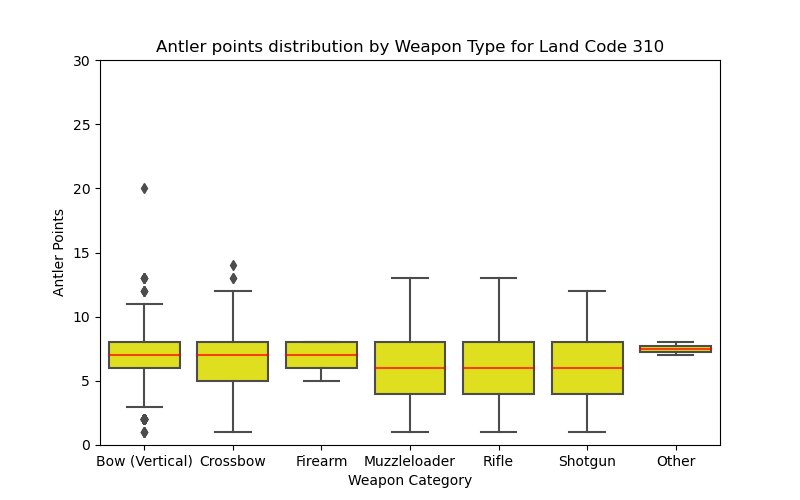 Antler points distribution by Weapon Type for Land Code 310
30
25
20
15
10
5
0
Antler Points
Bow (Vertical) Crossbow Firearm Muzzleloader Rifle Shotgun Other
Weapon Category